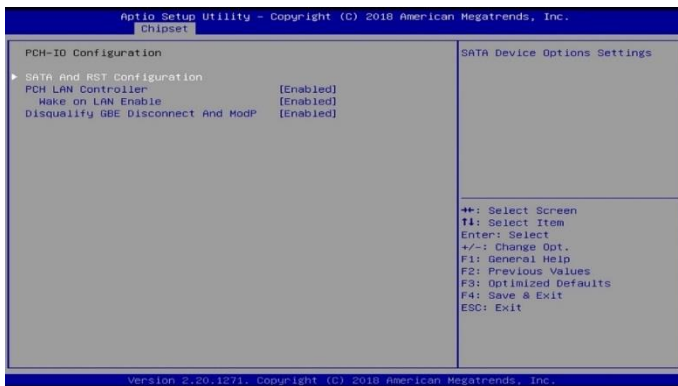 Aptio Setup Utility – Copyright (C) 2018 American Megatrends, Inc.
Chipset
PCH-IO Configuration
SATA And RST Configuration
PCH LAN Controller [Enabled]
Wake on LAN Enable [Enabled]
Disqualify GBE Disconnect And ModP [Enabled]
SATA Device Options Settings
→←: Select Screen
↑↓: Select Item
Enter: Select
+/-: Change Opt.
F1: General Help
F2: Previous Values
F3: Optimized Defaults
F4: Save & Exit
ESC: Exit
Version 2.20.1271. Copyright (C) 2018 American Megatrends, Inc.